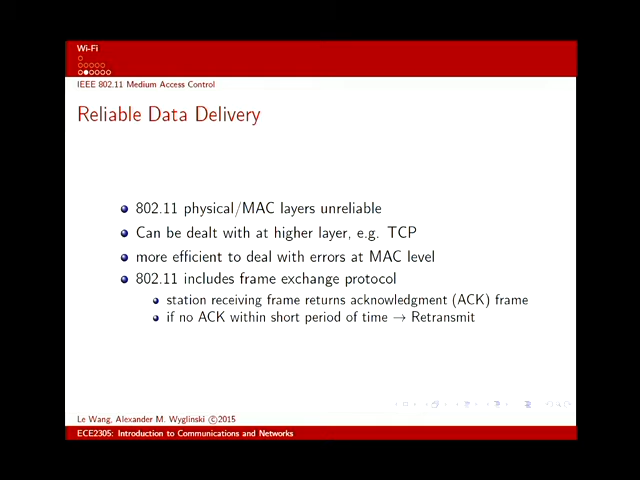 Wi-Fi
IEEE 802.11 Medium Access Control
Reliable Data Delivery
802.11 physical/MAC layers unreliable
Can be dealt with at higher layer, e.g. TCP
more efficient to deal with errors at MAC level
802.11 includes frame exchange protocol
station receiving frame returns acknowledgment (ACK) frame
if no ACK within short period of time → Retransmit
Le Wang, Alexander M. Wyglinski ©2015
ECE2305: Introduction to Communications and Networks